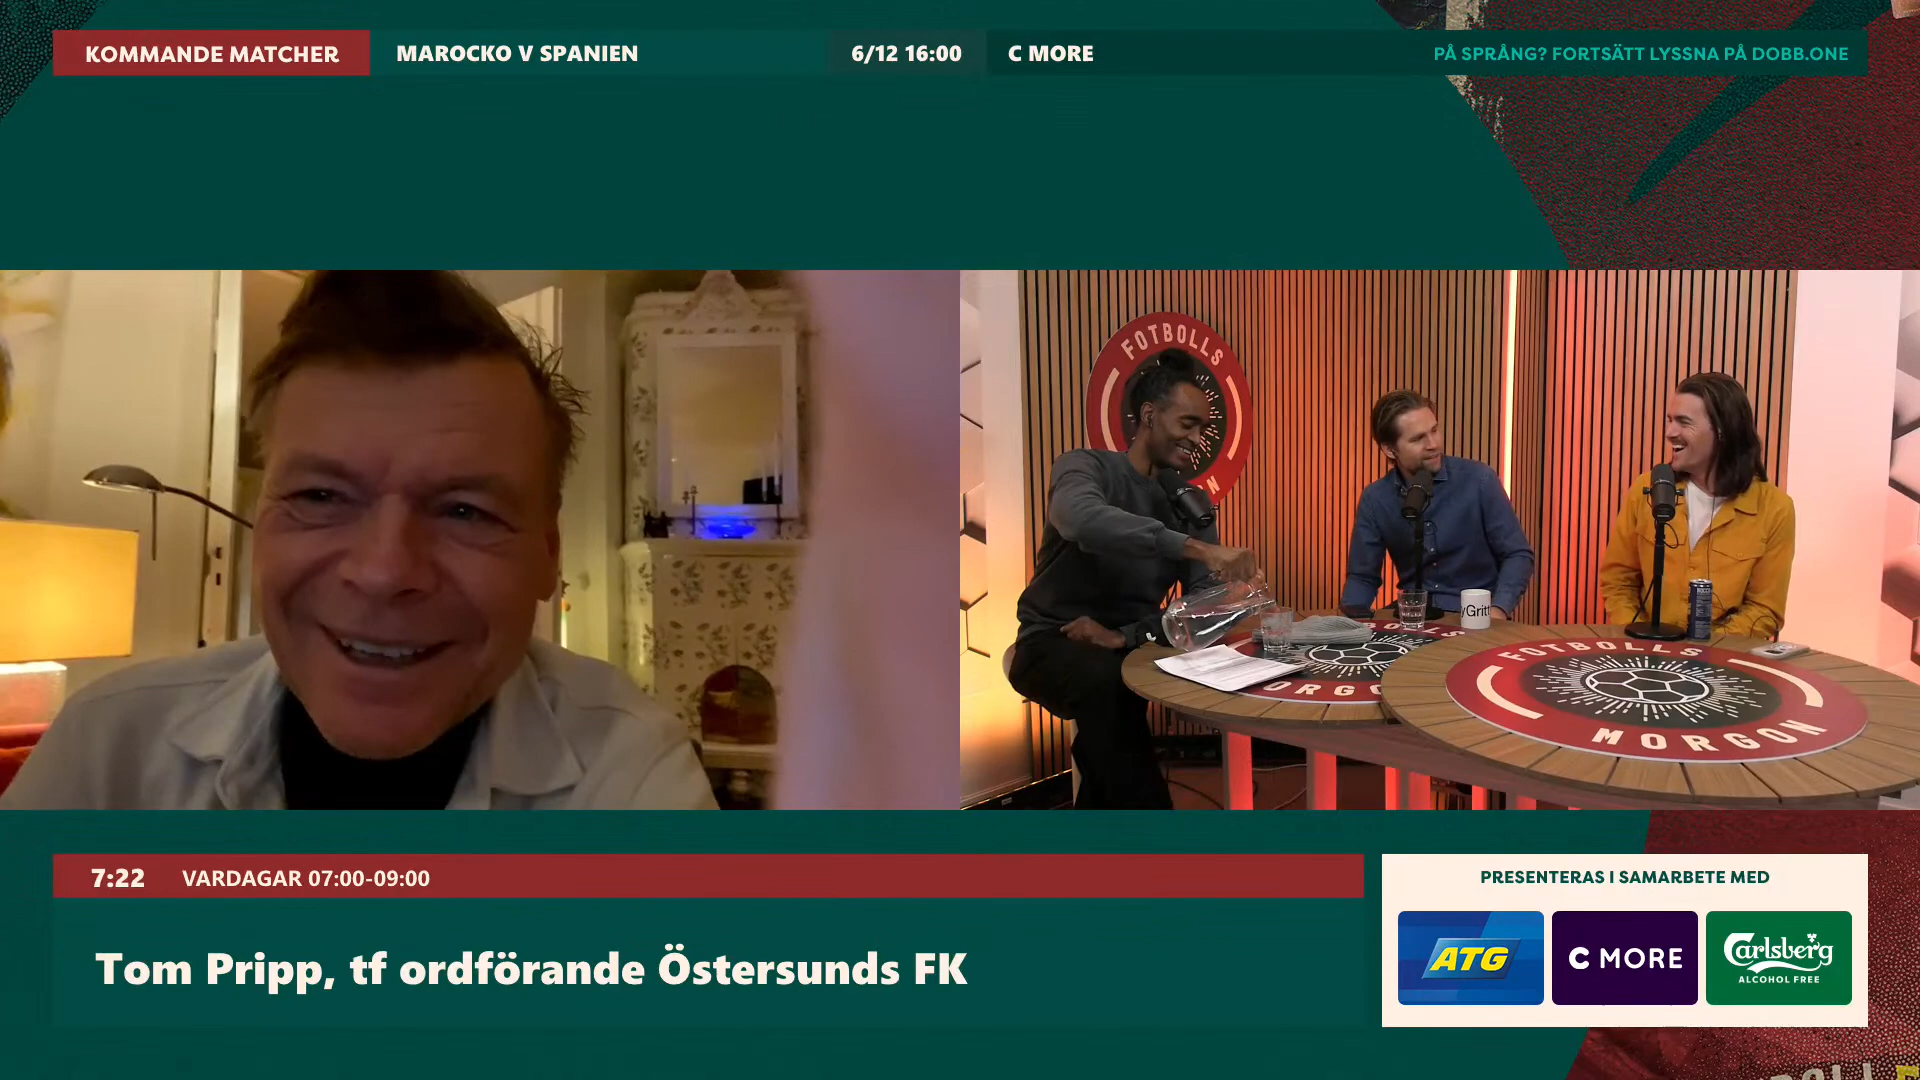 KOMMANDE MATCHER MAROCKO V SPANIEN 6/12 16:00 C MORE PÅ SPRÅNG? FORTSÄTT LYSSNA PÅ DOBB.ONE
FOTBOLLS
yGritt
FOTBOLLS
MORGON
7:22 VARDAGAR 07:00-09:00
Tom Pripp, tf ordförande Östersunds FK
PRESENTERAS I SAMARBETE MED
ATG
C MORE
Carlsberg
ALCOHOL FREE